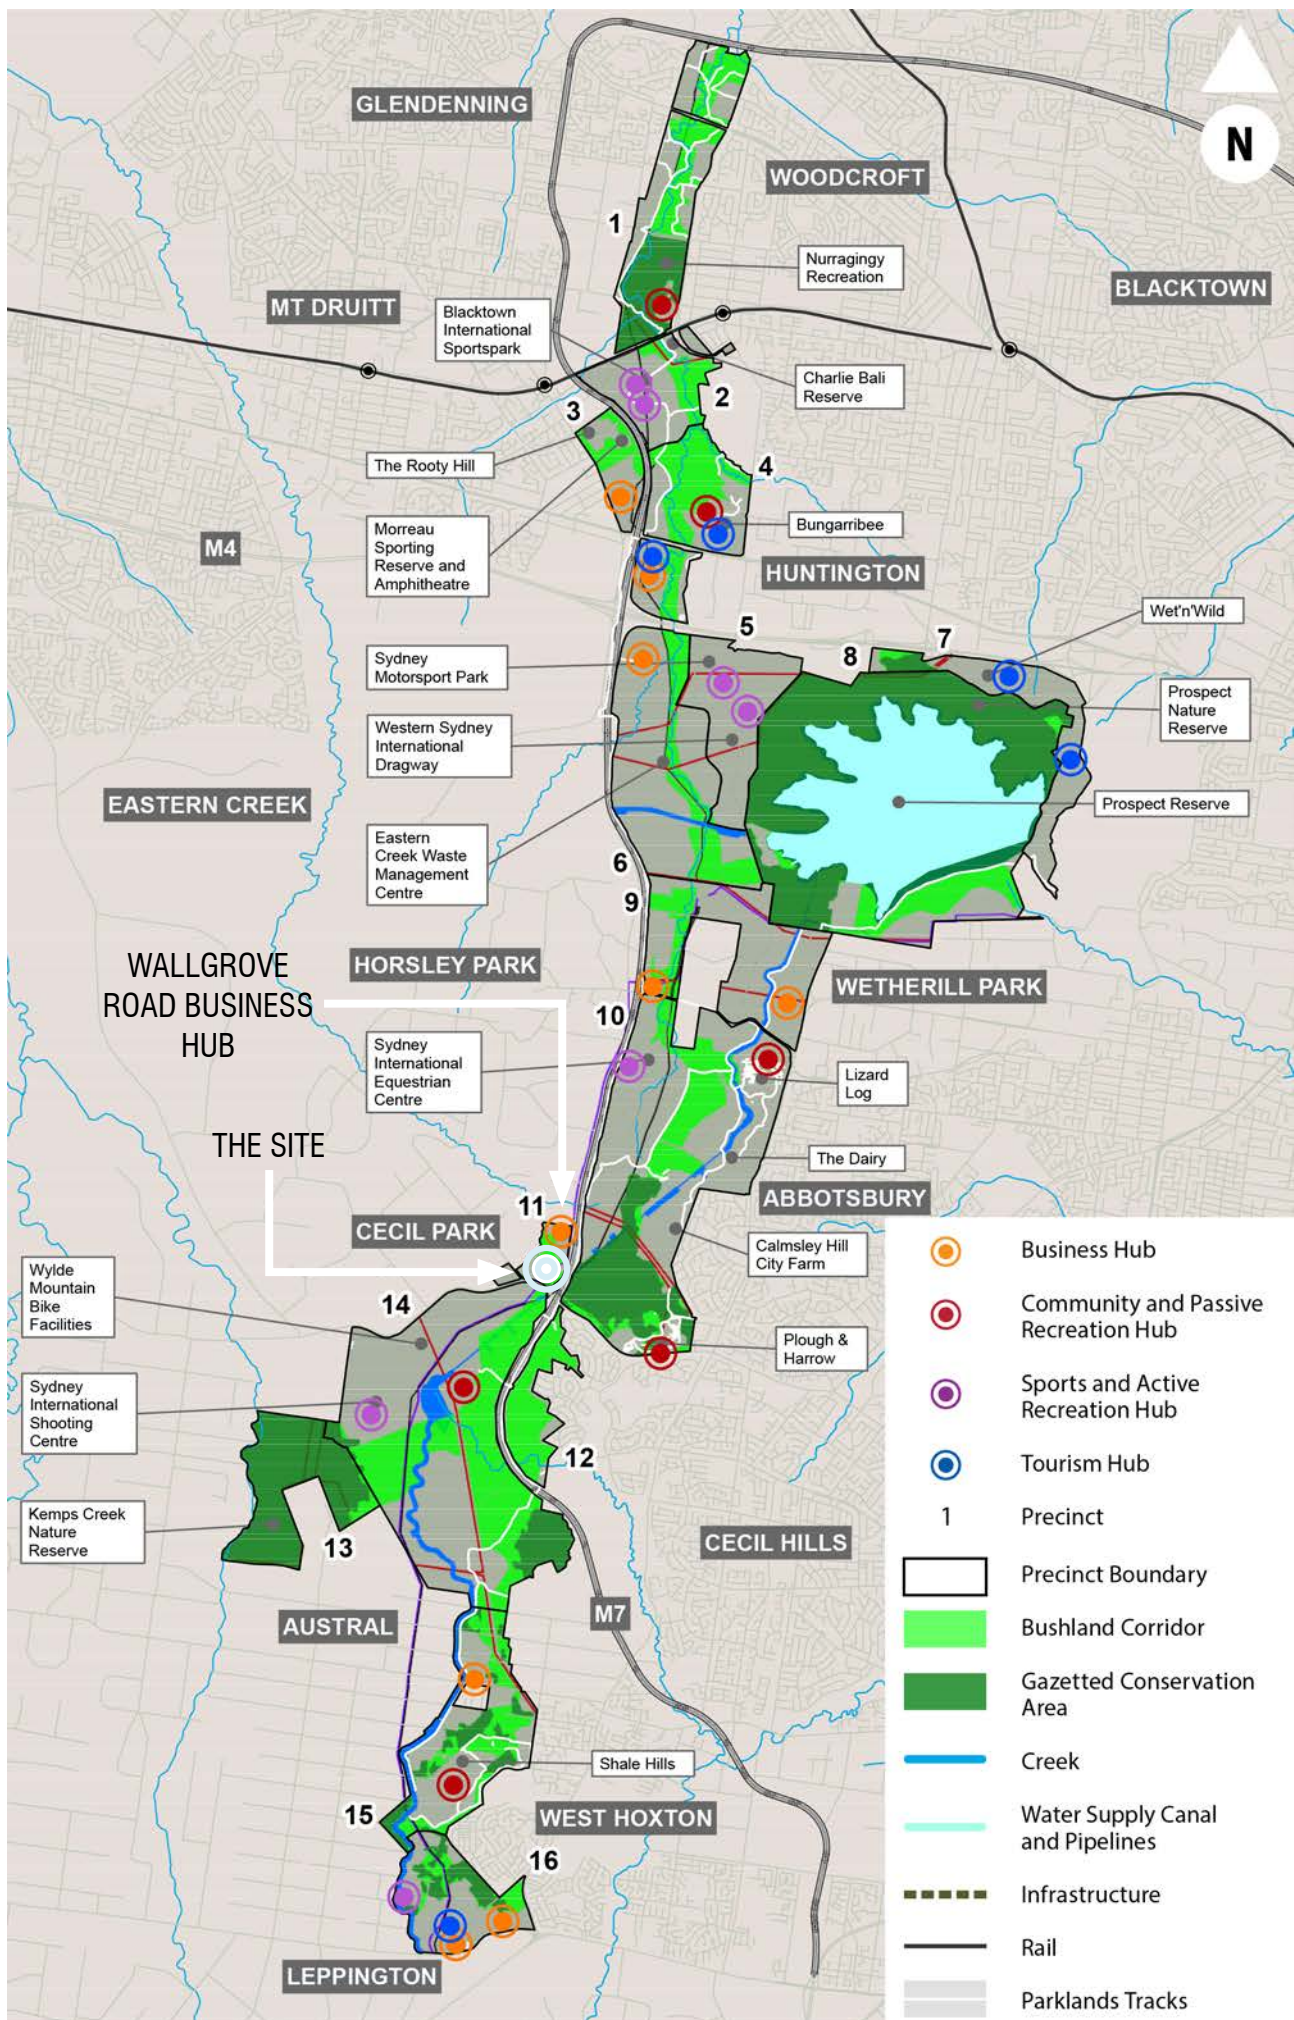 GLENDENNING
N
WOODCROFT
1
Nurragingy
Recreation
BLACKTOWN
MT DRUITT
Blacktown
International
Sportspark
Charlie Bali
Reserve
2
3
The Rooty Hill
4
Morreau
Sporting
Reserve and
Amphitheatre
Bungarribee
M4
HUNTINGTON
Wet'n'Wild
5
7
8
Sydney
Motorsport Park
Prospect
Nature
Reserve
Western Sydney
International
Dragway
EASTERN CREEK
Prospect Reserve
Eastern
Creek Waste
Management
Centre
6
9
WALLGROVE
ROAD BUSINESS
HUB
HORSLEY PARK
WETHERILL PARK
10
Sydney
International
Equestrian
Centre
Lizard
Log
THE SITE
The Dairy
ABBOTSBURY
11
CECIL PARK
Calmsley Hill
City Farm
Wylde
Mountain
Bike
Facilities
14
Plough &
Harrow
Sydney
International
Shooting
Centre
12
Kemps Creek
Nature
Reserve
13
CECIL HILLS
AUSTRAL
M7
Shale Hills
15
WEST HOXTON
16
LEPPINGTON
Business Hub
Community and Passive
Recreation Hub
Sports and Active
Recreation Hub
Tourism Hub
1 Precinct
Precinct Boundary
Bushland Corridor
Gazetted Conservation
Area
Creek
Water Supply Canal
and Pipelines
Infrastructure
Rail
Parklands Tracks